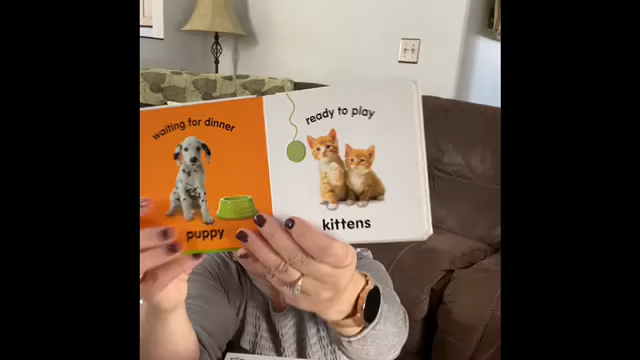 waiting for dinner
puppy
ready to play
kittens